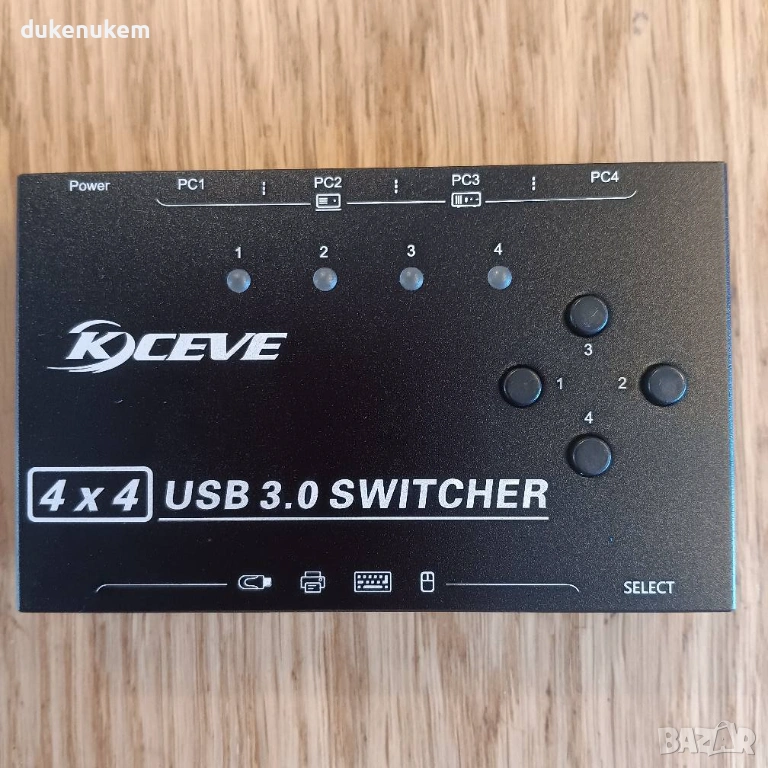 dukenukem
Power PC1 PC2 PC3 PC4
1 2 3 4
KCEVE
3
1 2
4
4 x 4 USB 3.0 SWITCHER
SELECT
BAZAR